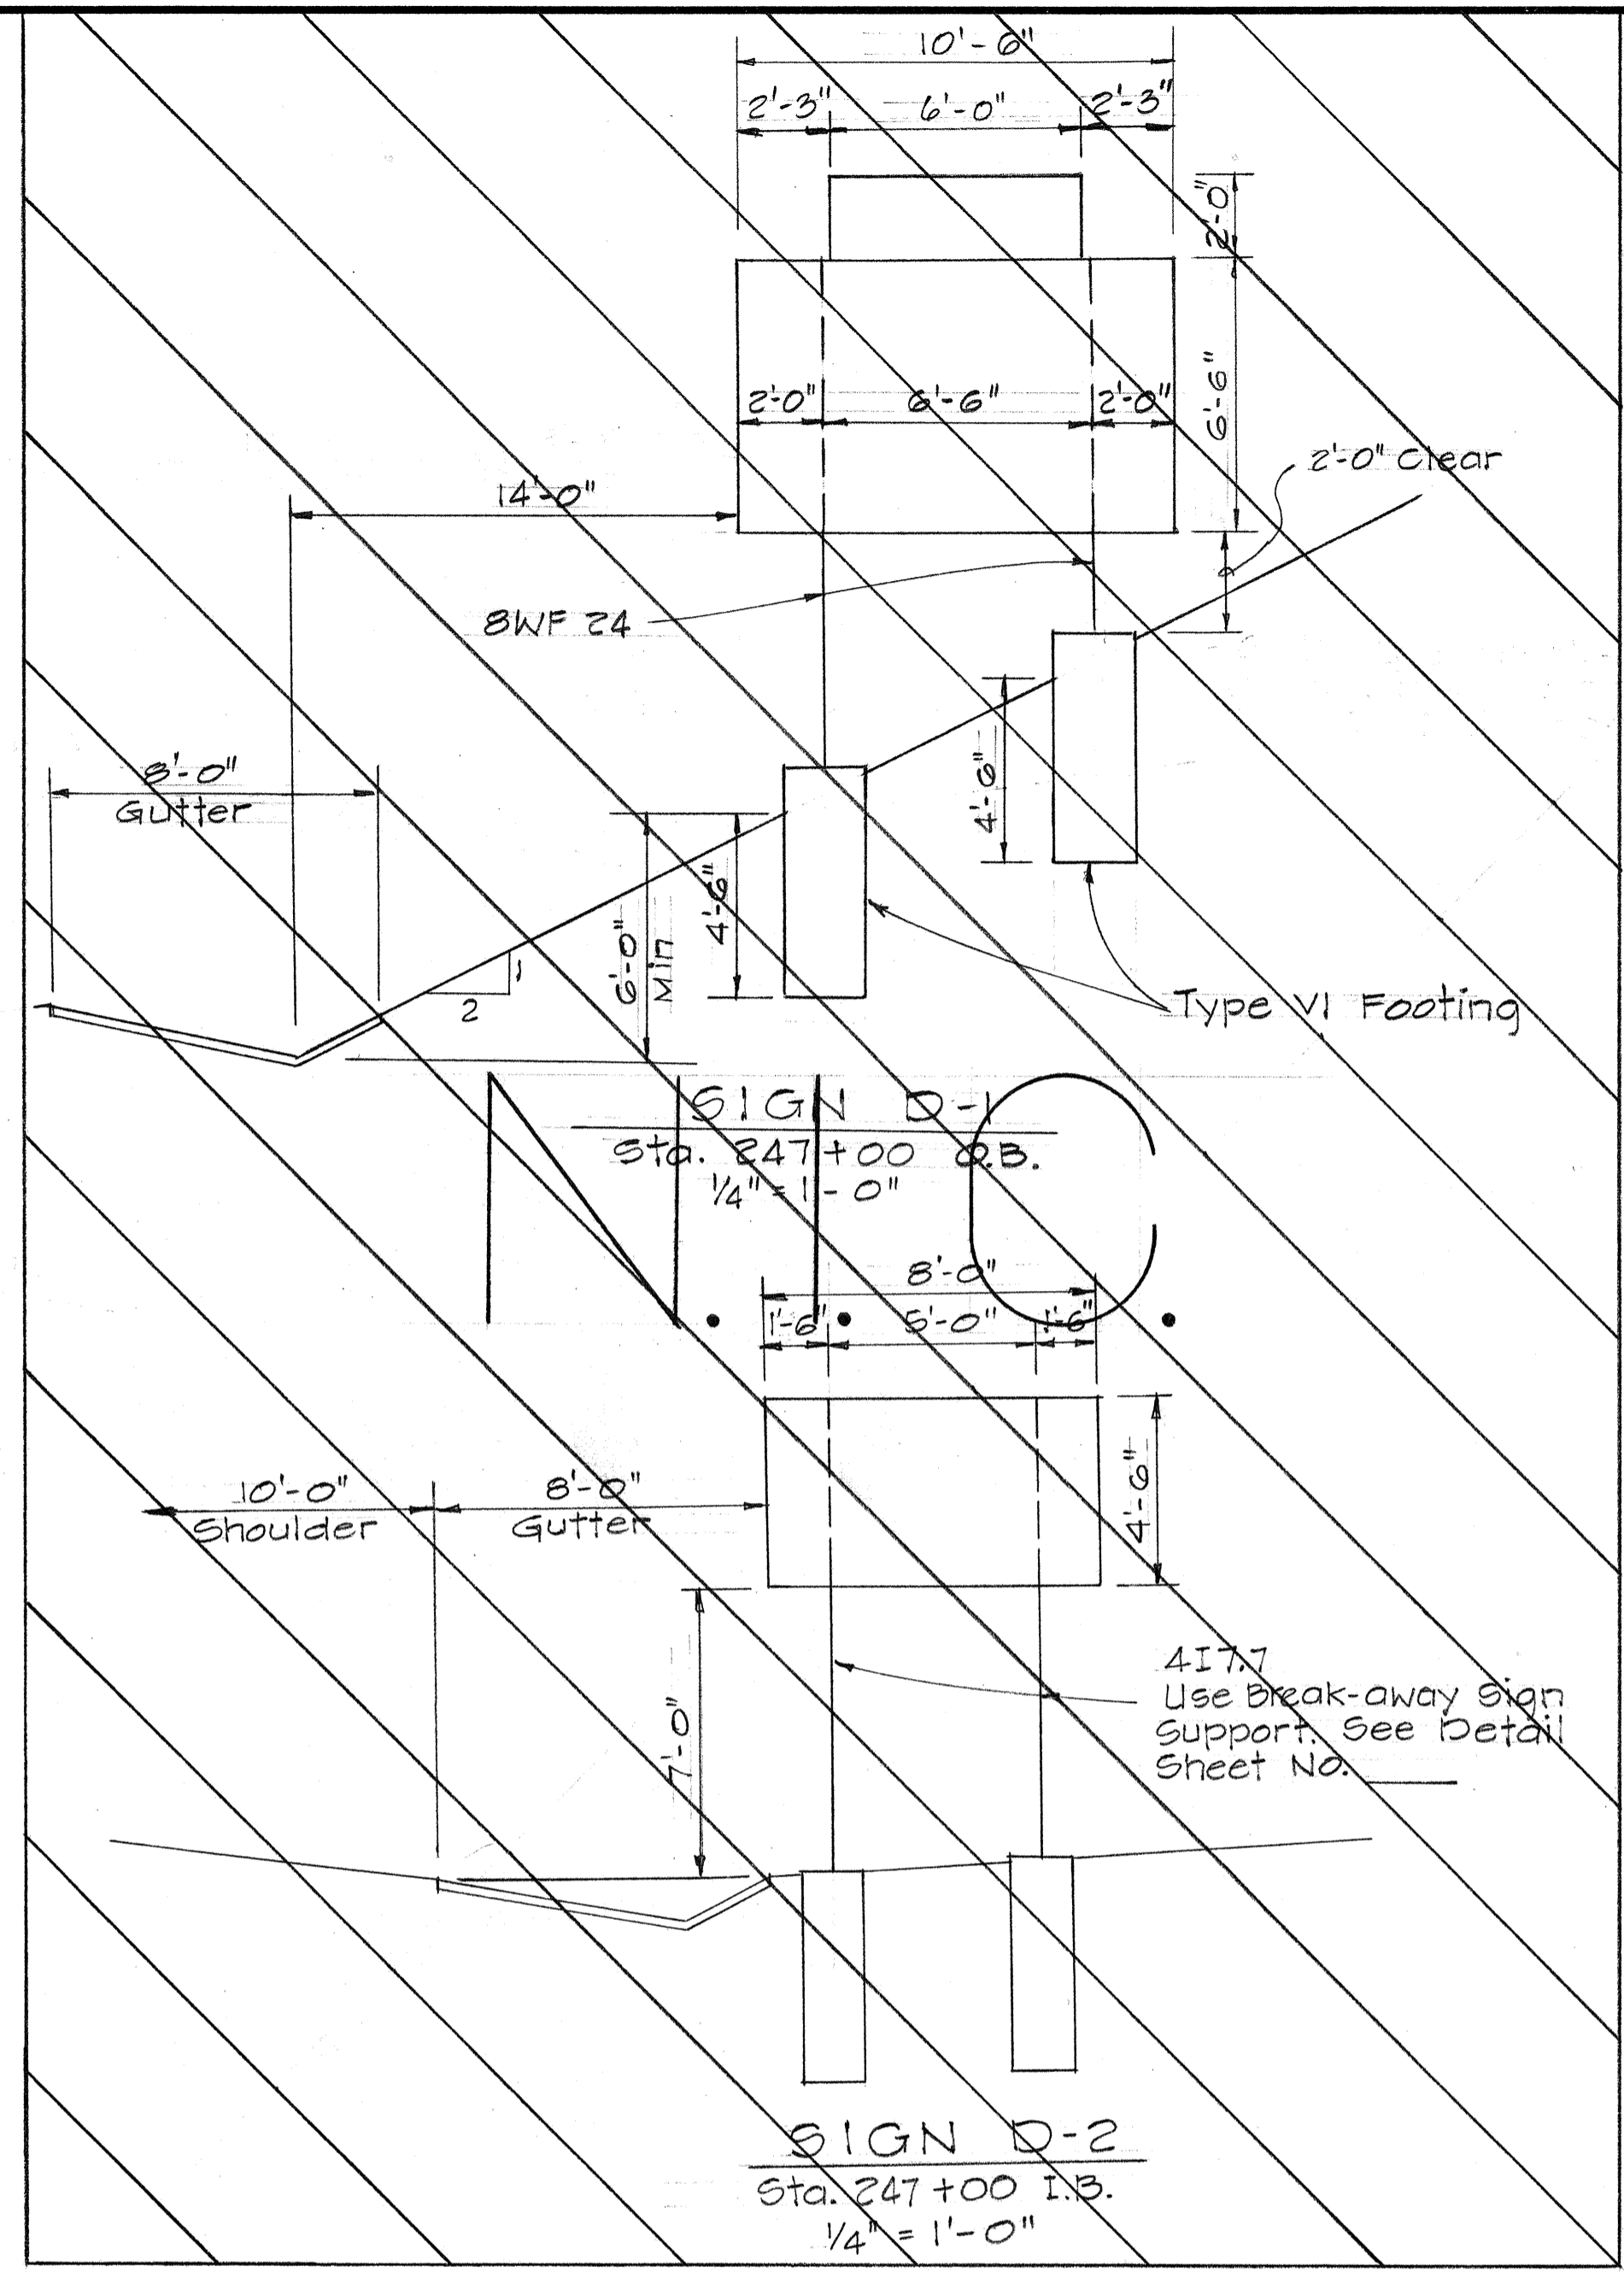 10'-6"
2'-3" 6'-0" 2'-3"
2'-0"
6'-6"
2'-0" 6'-6" 2'-0"
2'-0" Clear
14'-0"
8WF 24
8'-0"
Gutter
4'-6"
4'-6"
6'-0"
Min
1
2
Type VI Footing
SIGN D-1
Sta. 247+00 O.B.
1/4" = 1'-0"
N.I.C.
8'-0"
1'-6" 5'-0" 1'-6"
4'-6"
10'-0"
Shoulder
8'-0"
Gutter
7'-0"
4I7.7
Use Break-away Sign
Support. See Detail
Sheet No.
SIGN D-2
Sta. 247+00 I.B.
1/4" = 1'-0"